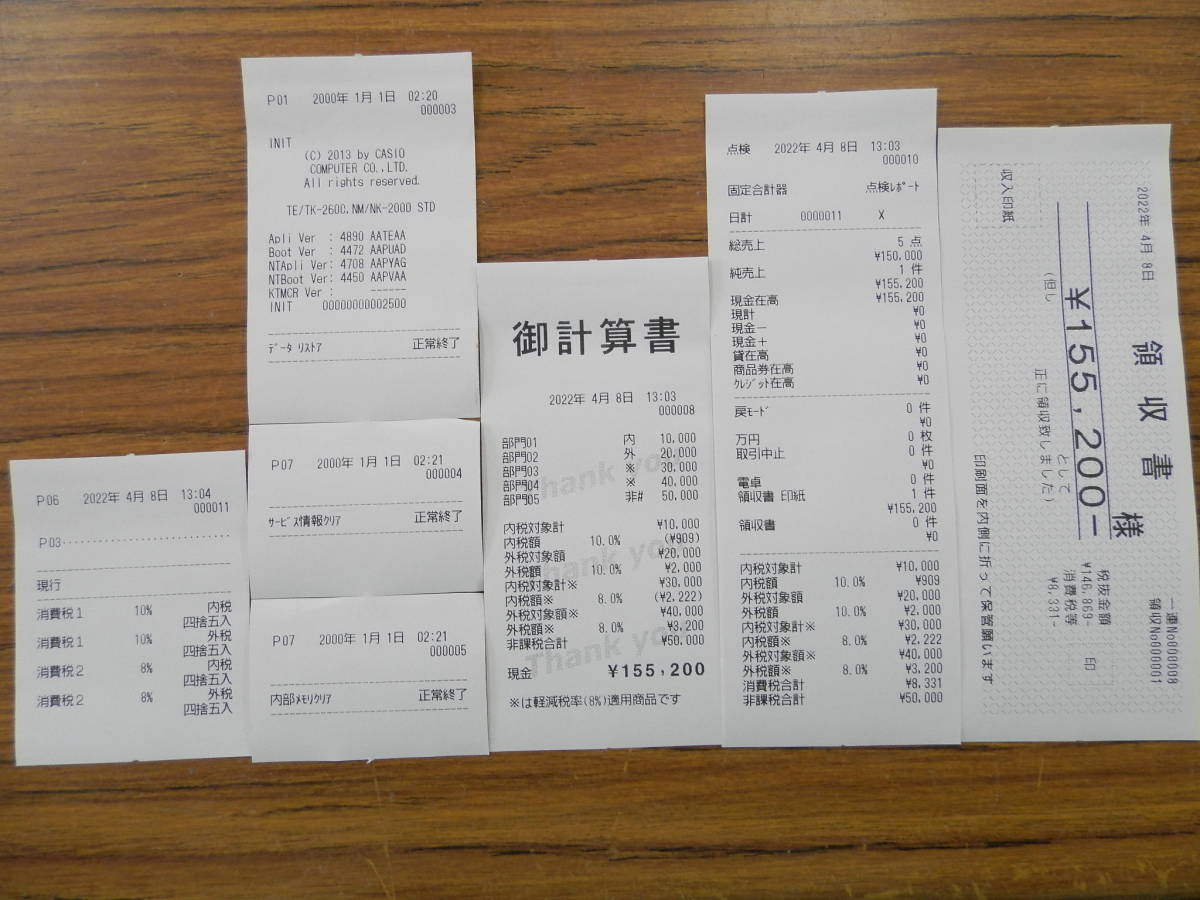 P06 2022年 4月 8日 13:04
000011
P03
現行
消費税1 10% 内税
四捨五入
消費税1 10% 外税
四捨五入
消費税2 8% 内税
四捨五入
消費税2 8% 外税
四捨五入
P01 2000年 1月 1日 02:20
000003
INIT
(C) 2013 by CASIO
COMPUTER CO.,LTD.
All rights reserved.
TE/TK-2600,NM/NK-2000 STD
Apli Ver : 4890 AATEAA
Boot Ver : 4472 AAPUAD
NTApli Ver: 4708 AAPYAG
NTBoot Ver: 4450 AAPVAA
KTMCR Ver : ------
INIT 00000000002500
ﾃﾞｰﾀ ﾘｽﾄｱ 正常終了
P07 2000年 1月 1日 02:21
000004
ｻｰﾋﾞｽ情報ｸﾘｱ 正常終了
P07 2000年 1月 1日 02:21
000005
内部ﾒﾓﾘｸﾘｱ 正常終了
御計算書
2022年 4月 8日 13:03
000008
部門01 内 10,000
部門02 外 20,000
部門03 ※ 30,000
部門04 ※ 40,000
部門05 非# 50,000
内税対象計 ¥10,000
内税額 10.0% (¥909)
外税対象額 ¥20,000
外税額 10.0% ¥2,000
内税対象計※ ¥30,000
内税額※ 8.0% (¥2,222)
外税対象額※ ¥40,000
外税額※ 8.0% ¥3,200
非課税合計 ¥50,000
現金 ¥155,200
※は軽減税率(8%)適用商品です
Thank you
Thank you
Thank you
点検 2022年 4月 8日 13:03
000010
固定合計器 点検ﾚﾎﾟｰﾄ
日計 0000011 X
総売上 5 点
¥150,000
純売上 1 件
¥155,200
現金在高 ¥155,200
現計 ¥0
現金－ ¥0
現金＋ ¥0
貸在高 ¥0
商品券在高 ¥0
ｸﾚｼﾞｯﾄ在高 ¥0
戻ﾓｰﾄﾞ 0 件
¥0
万円 0 枚
取引中止 0 件
¥0
電卓 0 件
領収書 印紙 1 件
¥155,200
領収書 0 件
¥0
内税対象計 ¥10,000
内税額 10.0% ¥909
外税対象額 ¥20,000
外税額 10.0% ¥2,000
内税対象計※ ¥30,000
内税額※ 8.0% ¥2,222
外税対象額※ ¥40,000
外税額※ 8.0% ¥3,200
消費税合計 ¥8,331
非課税合計 ¥50,000
2022年 4月 8日
一連No000008
領収No000001
領収書
様
¥155,200-
(但し として
正に領収致しました)
税抜金額
¥146,869-
消費税等
¥8,331-
収入印紙
印
印刷面を内側に折って保管願います